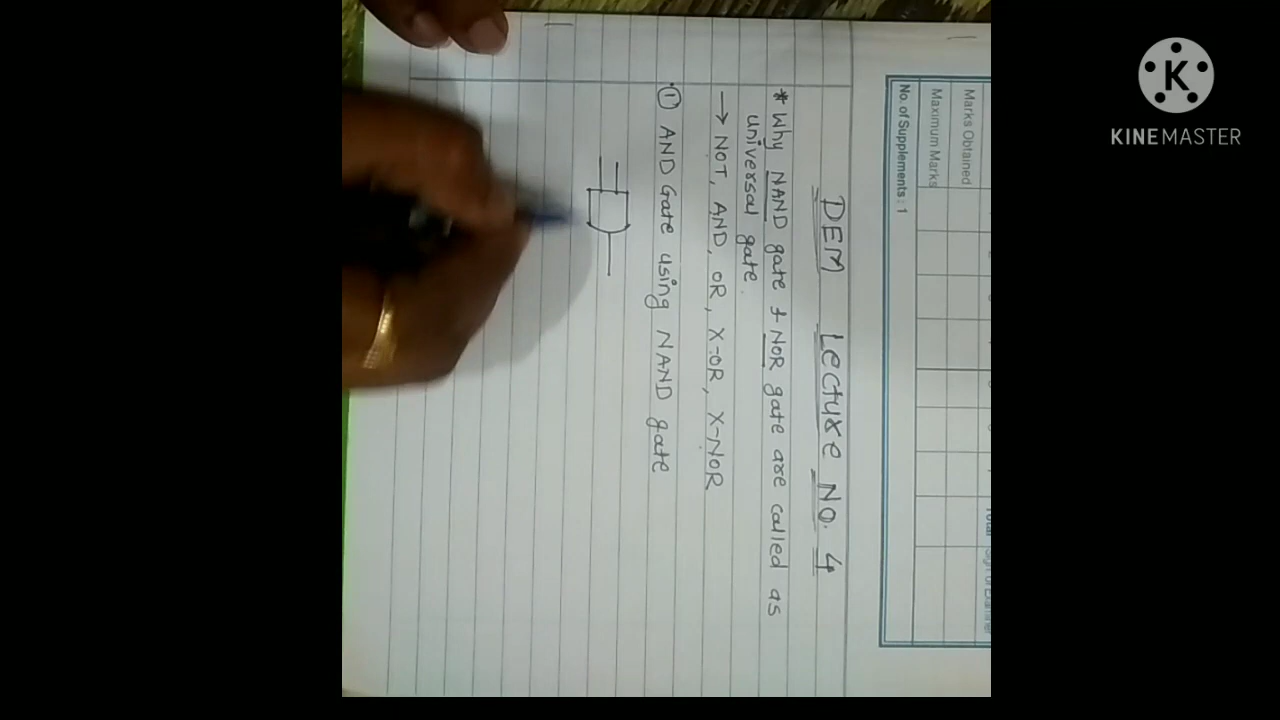 Marks Obtained
Maximum Marks
No. of Supplements : 1
DEM Lecture No. 4
* Why NAND gate & NOR gate are called as
universal gate.
→ NOT, AND, OR, X-OR, X-NOR
① AND Gate using NAND gate
K
KINEMASTER